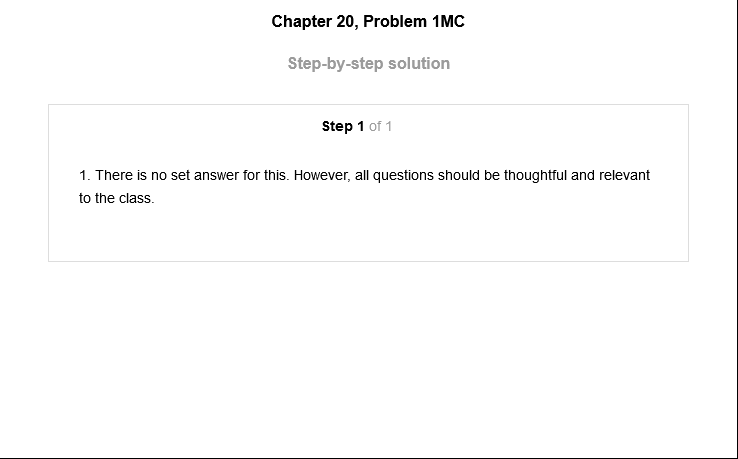 Chapter 20, Problem 1MC
Step-by-step solution
Step 1 of 1
1. There is no set answer for this. However, all questions should be thoughtful and relevant
to the class.